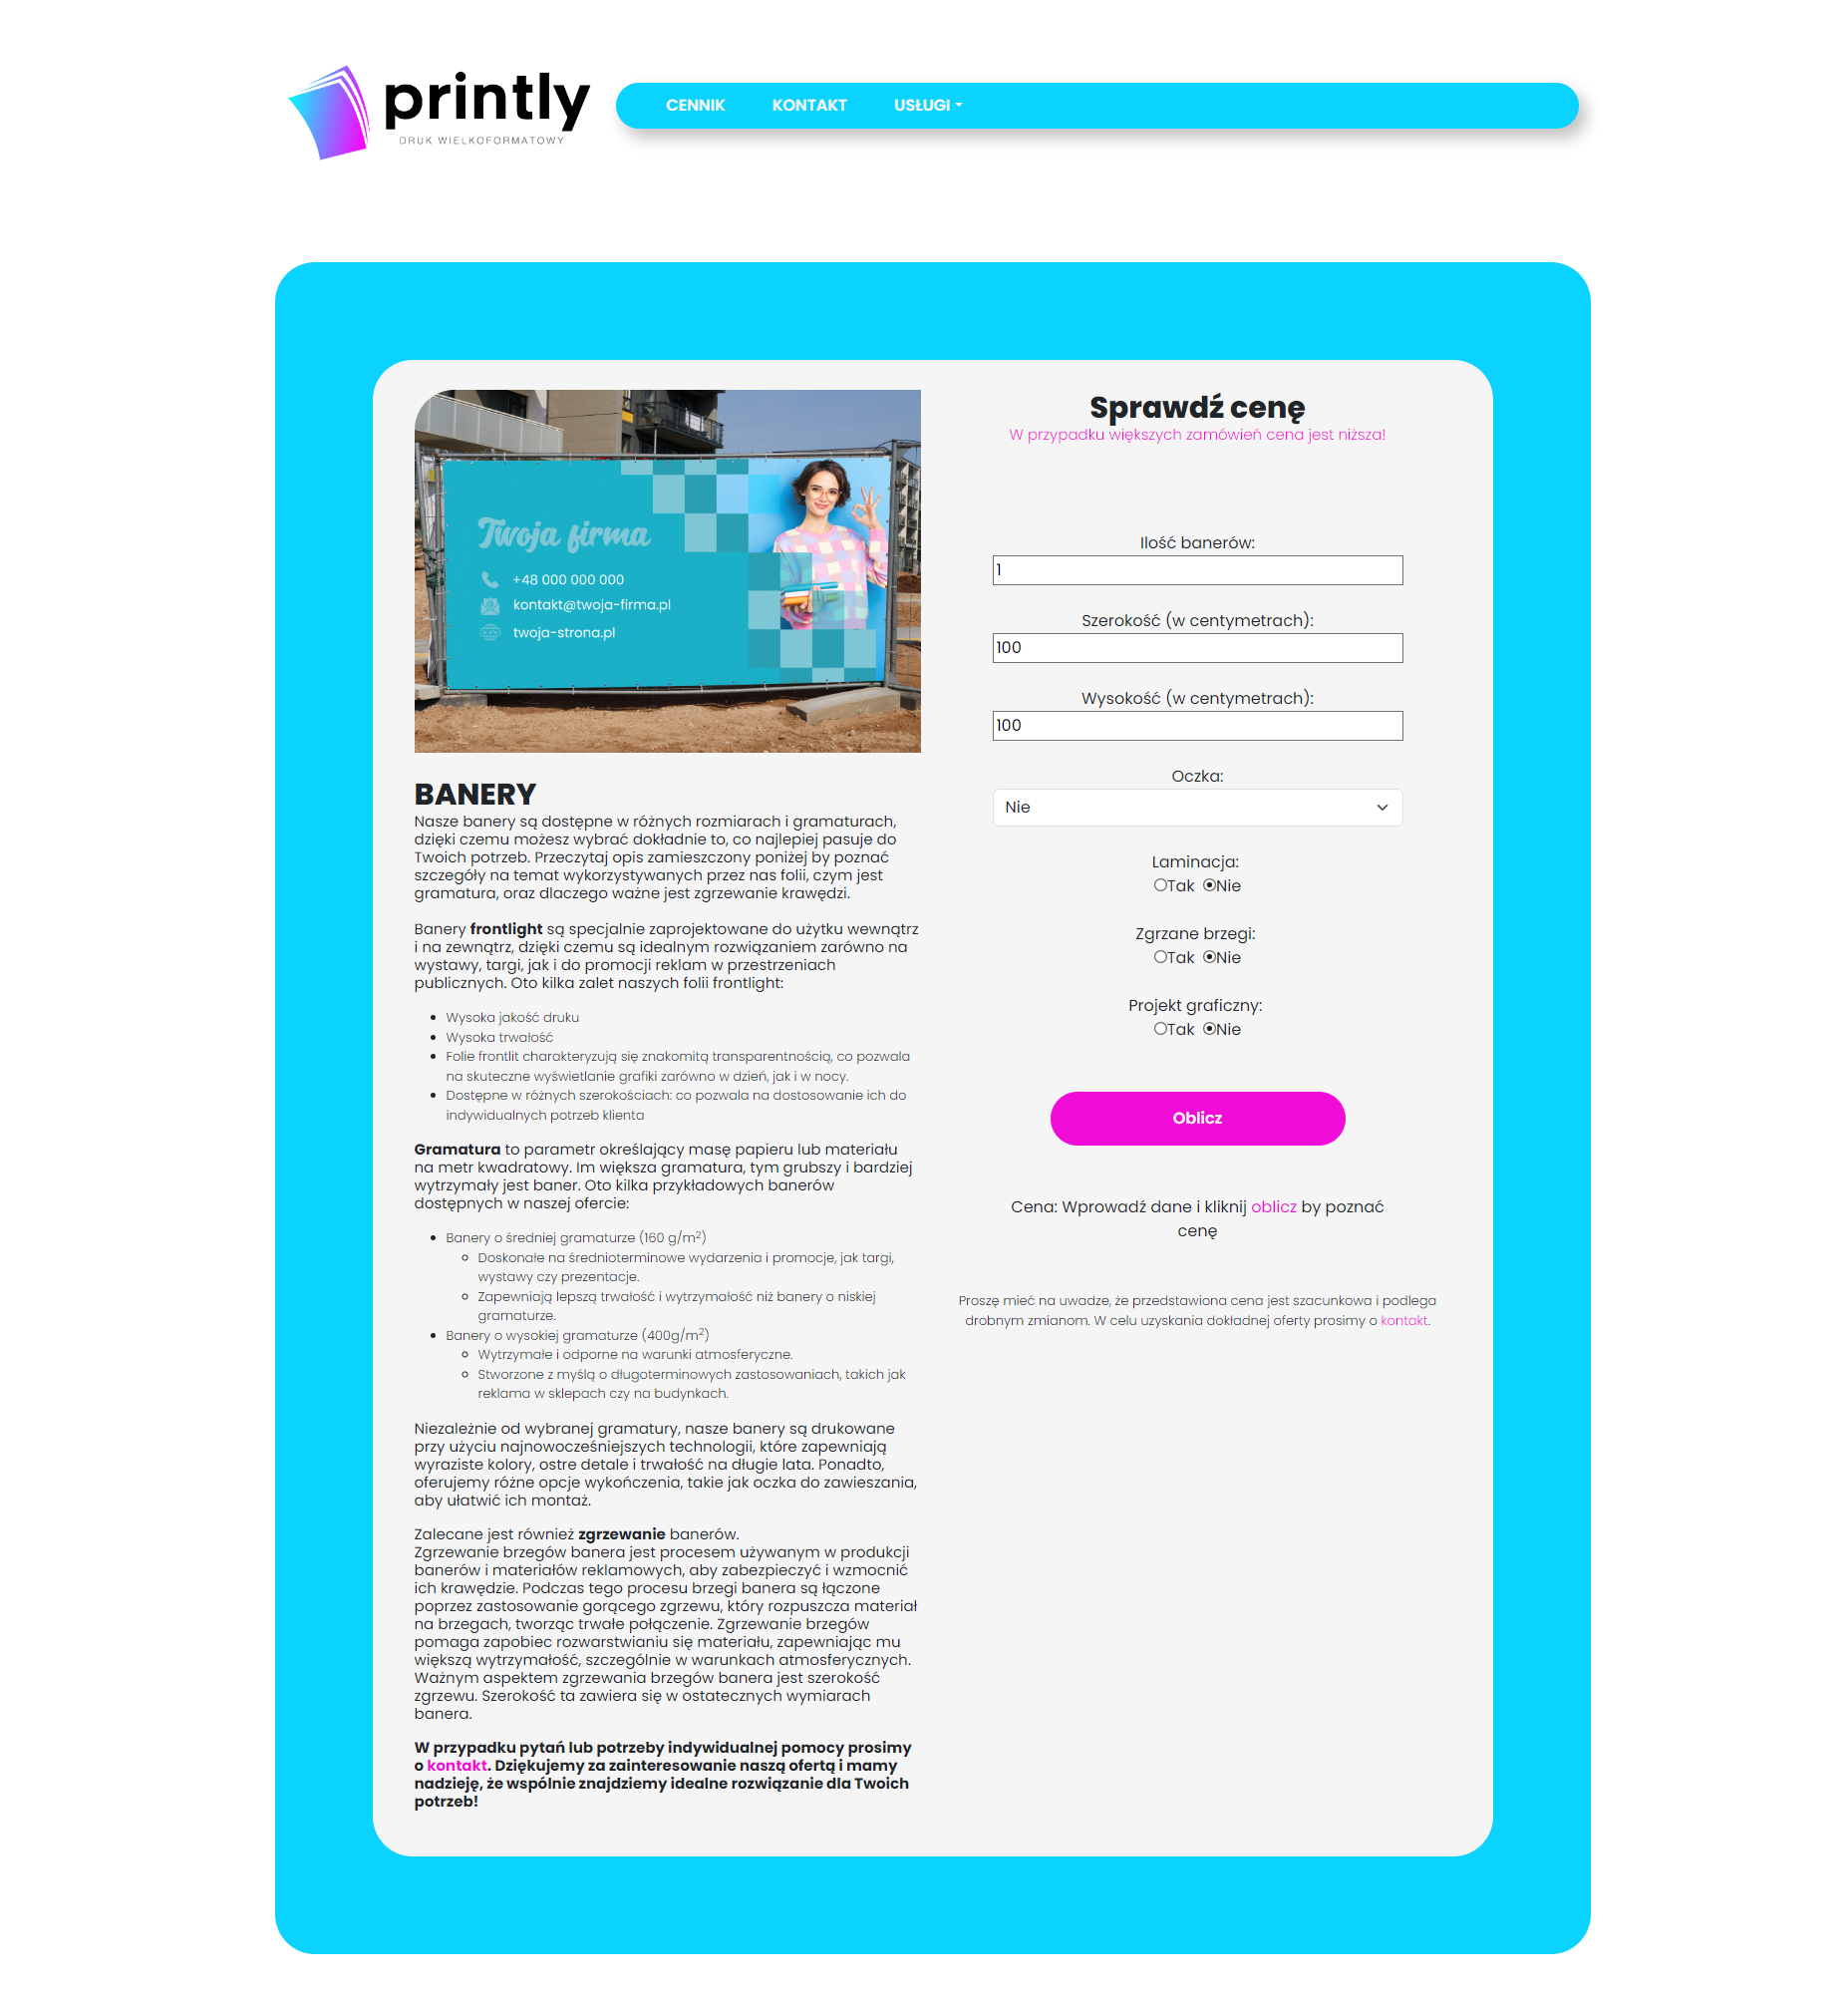 printly
DRUK WIELKOFORMATOWY
CENNIK
KONTAKT
USŁUGI
Twoja firma
+48 000 000 000
kontakt@twoja-firma.pl
twoja-strona.pl
BANERY
Nasze banery są dostępne w różnych rozmiarach i gramaturach,
dzięki czemu możesz wybrać dokładnie to, co najlepiej pasuje do
Twoich potrzeb. Przeczytaj opis zamieszczony poniżej by poznać
szczegóły na temat wykorzystywanych przez nas folii, czym jest
gramatura, oraz dlaczego ważne jest zgrzewanie krawędzi.
Banery frontlight są specjalnie zaprojektowane do użytku wewnątrz
i na zewnątrz, dzięki czemu są idealnym rozwiązaniem zarówno na
wystawy, targi, jak i do promocji reklam w przestrzeniach
publicznych. Oto kilka zalet naszych folii frontlight:
Wysoka jakość druku
Wysoka trwałość
Folie frontlit charakteryzują się znakomitą transparentnością, co pozwala
na skuteczne wyświetlanie grafiki zarówno w dzień, jak i w nocy.
Dostępne w różnych szerokościach: co pozwala na dostosowanie ich do
indywidualnych potrzeb klienta
Gramatura to parametr określający masę papieru lub materiału
na metr kwadratowy. Im większa gramatura, tym grubszy i bardziej
wytrzymały jest baner. Oto kilka przykładowych banerów
dostępnych w naszej ofercie:
Banery o średniej gramaturze (160 g/m²)
Doskonałe na średnioterminowe wydarzenia i promocje, jak targi,
wystawy czy prezentacje.
Zapewniają lepszą trwałość i wytrzymałość niż banery o niskiej
gramaturze.
Banery o wysokiej gramaturze (400g/m²)
Wytrzymałe i odporne na warunki atmosferyczne.
Stworzone z myślą o długoterminowych zastosowaniach, takich jak
reklama w sklepach czy na budynkach.
Niezależnie od wybranej gramatury, nasze banery są drukowane
przy użyciu najnowocześniejszych technologii, które zapewniają
wyraziste kolory, ostre detale i trwałość na długie lata. Ponadto,
oferujemy różne opcje wykończenia, takie jak oczka do zawieszania,
aby ułatwić ich montaż.
Zalecane jest również zgrzewanie banerów.
Zgrzewanie brzegów banera jest procesem używanym w produkcji
banerów i materiałów reklamowych, aby zabezpieczyć i wzmocnić
ich krawędzie. Podczas tego procesu brzegi banera są łączone
poprzez zastosowanie gorącego zgrzewu, który rozpuszcza materiał
na brzegach, tworząc trwałe połączenie. Zgrzewanie brzegów
pomaga zapobiec rozwarstwianiu się materiału, zapewniając mu
większą wytrzymałość, szczególnie w warunkach atmosferycznych.
Ważnym aspektem zgrzewania brzegów banera jest szerokość
zgrzewu. Szerokość ta zawiera się w ostatecznych wymiarach
banera.
W przypadku pytań lub potrzeby indywidualnej pomocy prosimy
o kontakt. Dziękujemy za zainteresowanie naszą ofertą i mamy
nadzieję, że wspólnie znajdziemy idealne rozwiązanie dla Twoich
potrzeb!
Sprawdź cenę
W przypadku większych zamówień cena jest niższa!
Ilość banerów:
1
Szerokość (w centymetrach):
100
Wysokość (w centymetrach):
100
Oczka:
Nie
Laminacja:
Tak Nie
Zgrzane brzegi:
Tak Nie
Projekt graficzny:
Tak Nie
Oblicz
Cena: Wprowadź dane i kliknij oblicz by poznać
cenę
Proszę mieć na uwadze, że przedstawiona cena jest szacunkowa i podlega
drobnym zmianom. W celu uzyskania dokładnej oferty prosimy o kontakt.